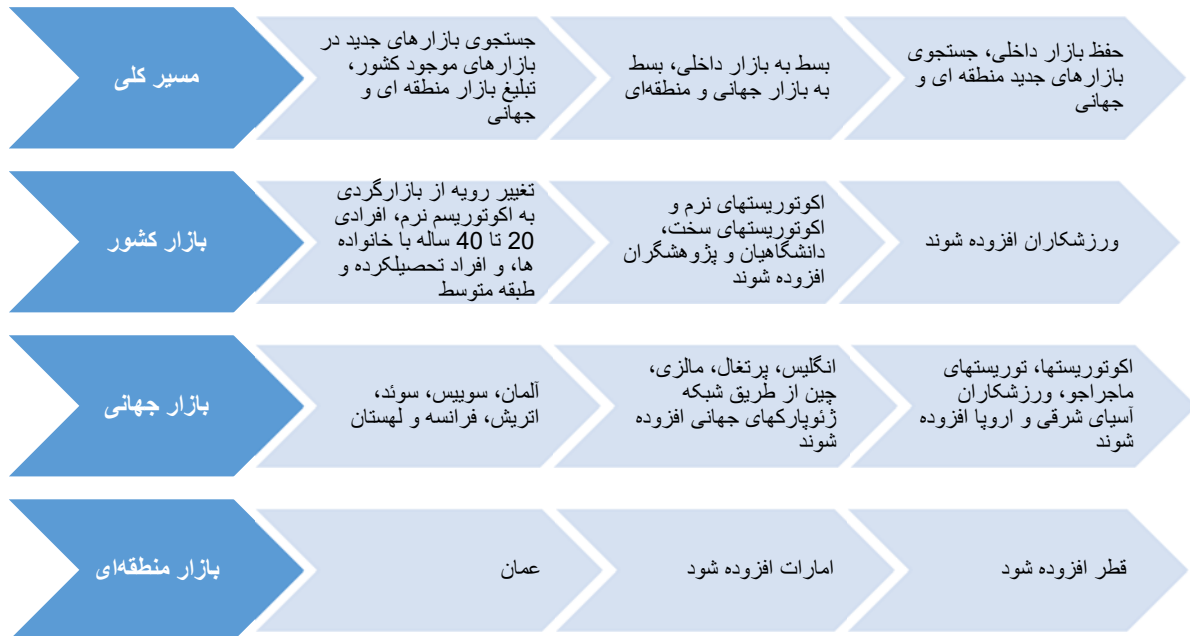 مسیر کلی
جستجوی بازارهای جدید در
بازارهای موجود کشور،
تبلیغ بازار منطقه ای و
جهانی
بسط به بازار داخلی، بسط
به بازار جهانی و منطقه‌ای
حفظ بازار داخلی، جستجوی
بازارهای جدید منطقه ای و
جهانی
بازار کشور
تغییر رویه از بازارگردی
به اکوتوریسم نرم، افرادی
20 تا 40 ساله با خانواده
ها، و افراد تحصیلکرده و
طبقه متوسط
اکوتوریستهای نرم و
اکوتوریستهای سخت،
دانشگاهیان و پژوهشگران
افزوده شوند
ورزشکاران افزوده شوند
بازار جهانی
آلمان، سوییس، سوئد،
اتریش، فرانسه و لهستان
انگلیس، پرتغال، مالزی،
چین از طریق شبکه
ژئوپارکهای جهانی افزوده
شوند
اکوتوریستها، توریستهای
ماجراجو، ورزشکاران
آسیای شرقی و اروپا افزوده
شوند
بازار منطقه‌ای
عمان
امارات افزوده شود
قطر افزوده شود